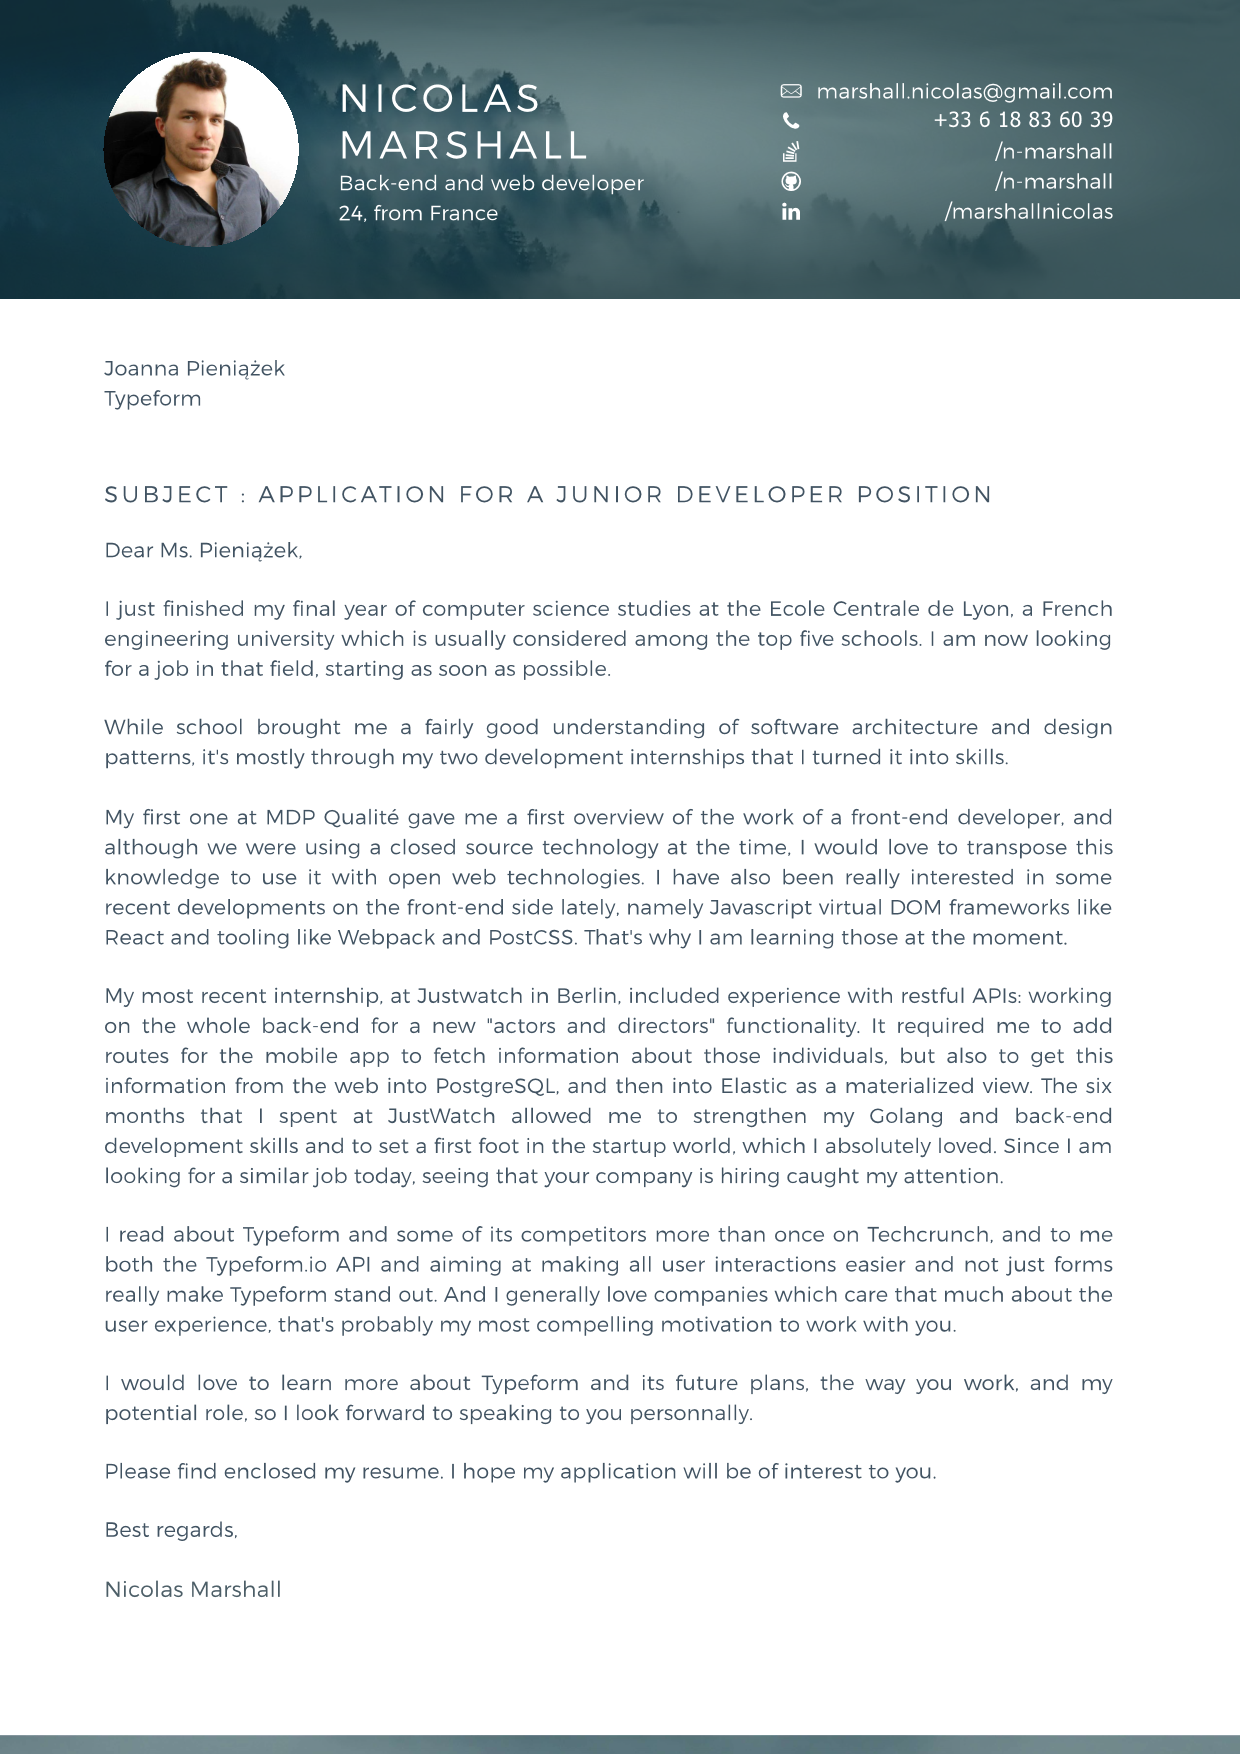 NICOLAS
MARSHALL
Back-end and web developer
24, from France
marshall.nicolas@gmail.com
+33 6 18 83 60 39
/n-marshall
/n-marshall
in /marshallnicolas
Joanna Pieniążek
Typeform
SUBJECT : APPLICATION FOR A JUNIOR DEVELOPER POSITION
Dear Ms. Pieniążek,
I just finished my final year of computer science studies at the Ecole Centrale de Lyon, a French
engineering university which is usually considered among the top five schools. I am now looking
for a job in that field, starting as soon as possible.
While school brought me a fairly good understanding of software architecture and design
patterns, it's mostly through my two development internships that I turned it into skills.
My first one at MDP Qualité gave me a first overview of the work of a front-end developer, and
although we were using a closed source technology at the time, I would love to transpose this
knowledge to use it with open web technologies. I have also been really interested in some
recent developments on the front-end side lately, namely Javascript virtual DOM frameworks like
React and tooling like Webpack and PostCSS. That's why I am learning those at the moment.
My most recent internship, at Justwatch in Berlin, included experience with restful APIs: working
on the whole back-end for a new "actors and directors" functionality. It required me to add
routes for the mobile app to fetch information about those individuals, but also to get this
information from the web into PostgreSQL, and then into Elastic as a materialized view. The six
months that I spent at JustWatch allowed me to strengthen my Golang and back-end
development skills and to set a first foot in the startup world, which I absolutely loved. Since I am
looking for a similar job today, seeing that your company is hiring caught my attention.
I read about Typeform and some of its competitors more than once on Techcrunch, and to me
both the Typeform.io API and aiming at making all user interactions easier and not just forms
really make Typeform stand out. And I generally love companies which care that much about the
user experience, that's probably my most compelling motivation to work with you.
I would love to learn more about Typeform and its future plans, the way you work, and my
potential role, so I look forward to speaking to you personnally.
Please find enclosed my resume. I hope my application will be of interest to you.
Best regards,
Nicolas Marshall